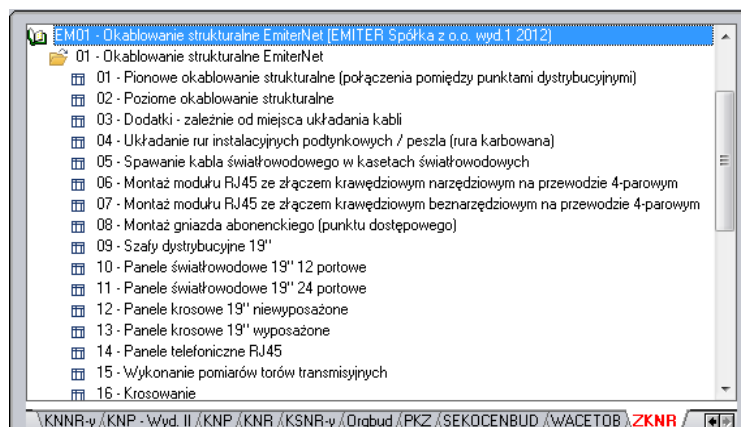 EM01 - Okablowanie strukturalne EmiterNet (EMITER Spółka z o.o. wyd.1 2012)
01 - Okablowanie strukturalne EmiterNet
01 - Pionowe okablowanie strukturalne (połączenia pomiędzy punktami dystrybucyjnymi)
02 - Poziome okablowanie strukturalne
03 - Dodatki - zależnie od miejsca układania kabli
04 - Układanie rur instalacyjnych podtynkowych / peszla (rura karbowana)
05 - Spawanie kabla światłowodowego w kasetach światłowodowych
06 - Montaż modułu RJ45 ze złączem krawędziowym narzędziowym na przewodzie 4-parowym
07 - Montaż modułu RJ45 ze złączem krawędziowym beznarzędziowym na przewodzie 4-parowym
08 - Montaż gniazda abonenckiego (punktu dostępowego)
09 - Szafy dystrybucyjne 19''
10 - Panele światłowodowe 19'' 12 portowe
11 - Panele światłowodowe 19'' 24 portowe
12 - Panele krosowe 19'' niewyposażone
13 - Panele krosowe 19'' wyposażone
14 - Panele telefoniczne RJ45
15 - Wykonanie pomiarów torów transmisyjnych
16 - Krosowanie
KNNR-y KNP - Wyd. II KNP KNR KSNR-y Orgbud PKZ SEKOCENBUD WACETOB ZKNR